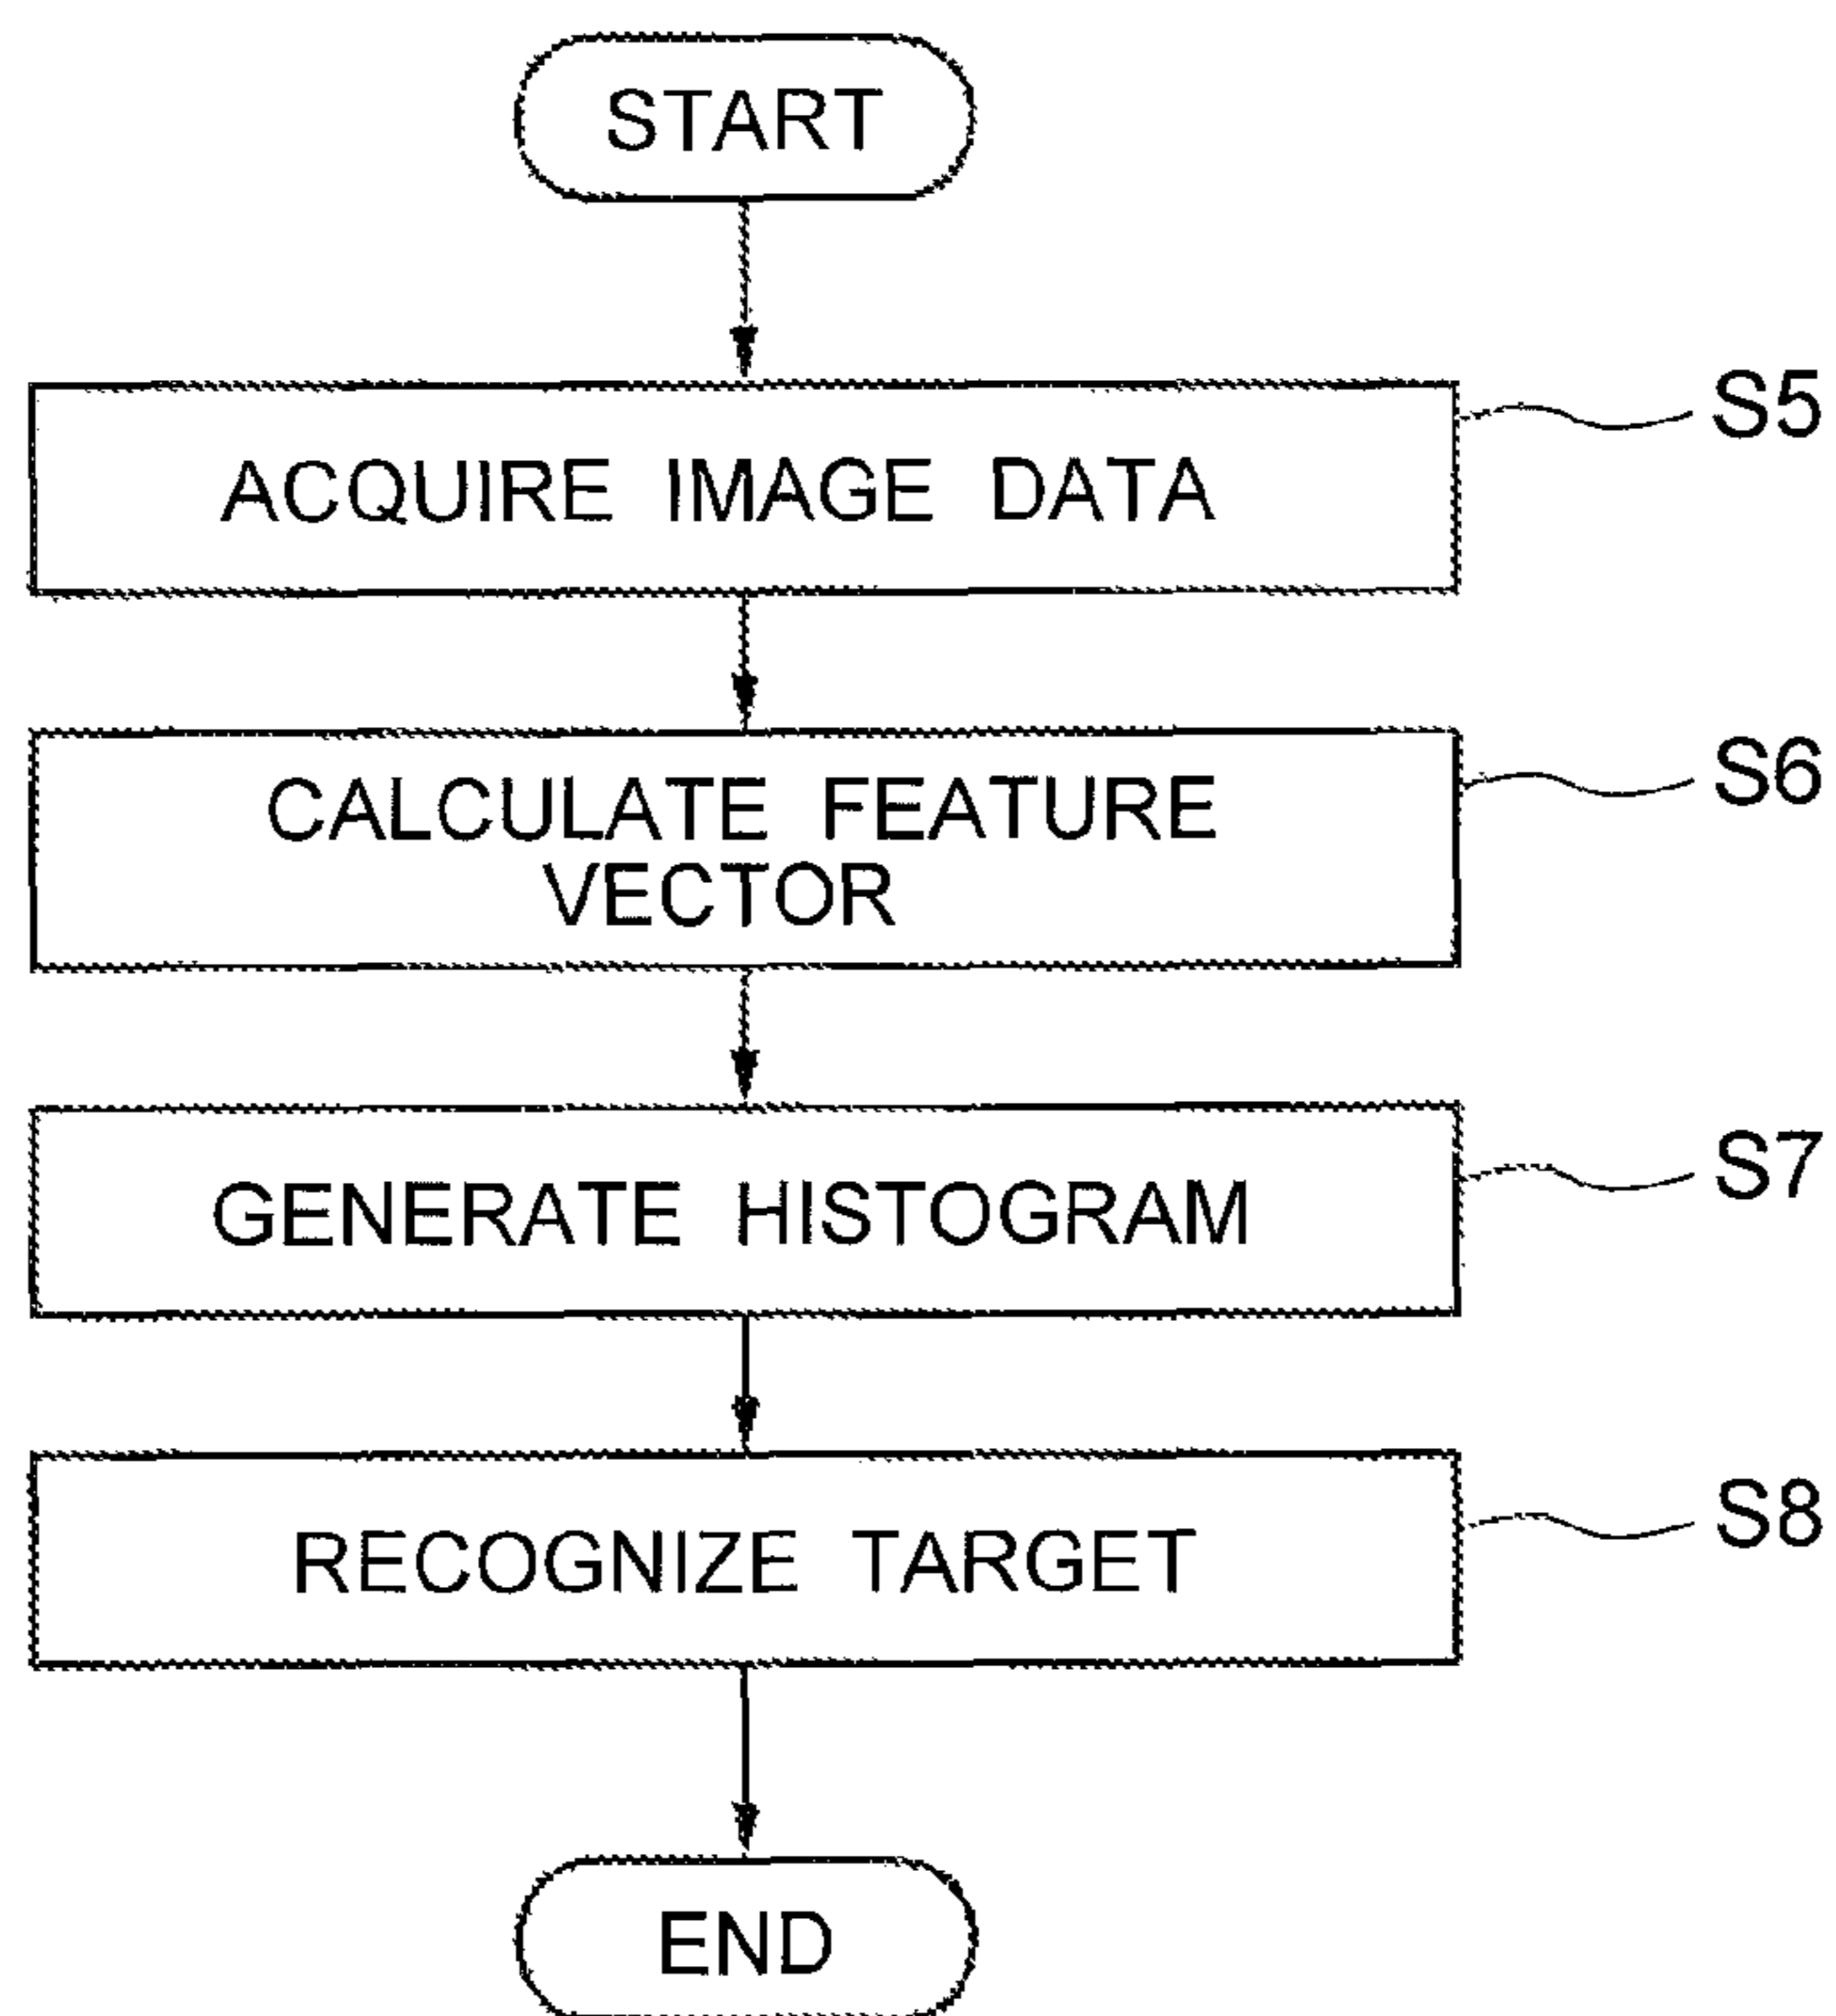 START
S5
ACQUIRE IMAGE DATA
S6
CALCULATE FEATURE
VECTOR
S7
GENERATE HISTOGRAM
S8
RECOGNIZE TARGET
END